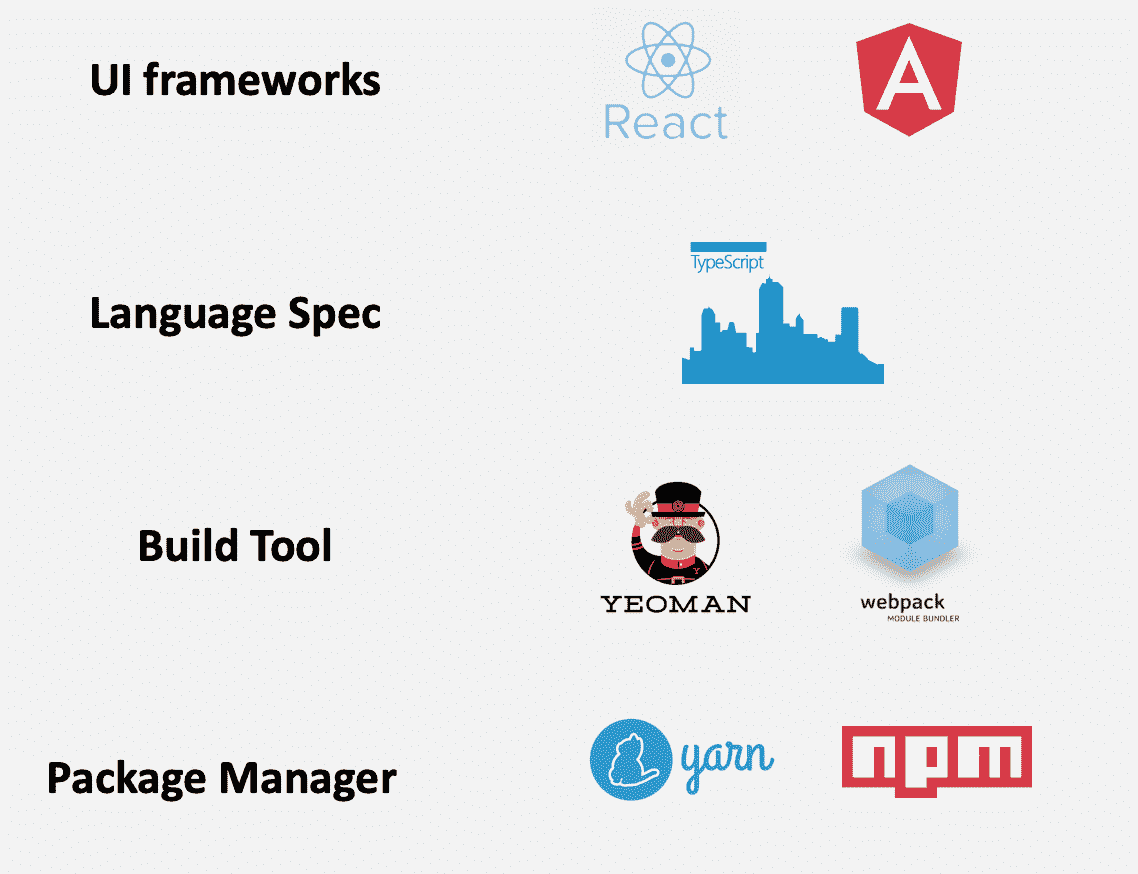 UI frameworks
React
A
Language Spec
TypeScript
Build Tool
YEOMAN
webpack
MODULE BUNDLER
Package Manager
yarn
npm